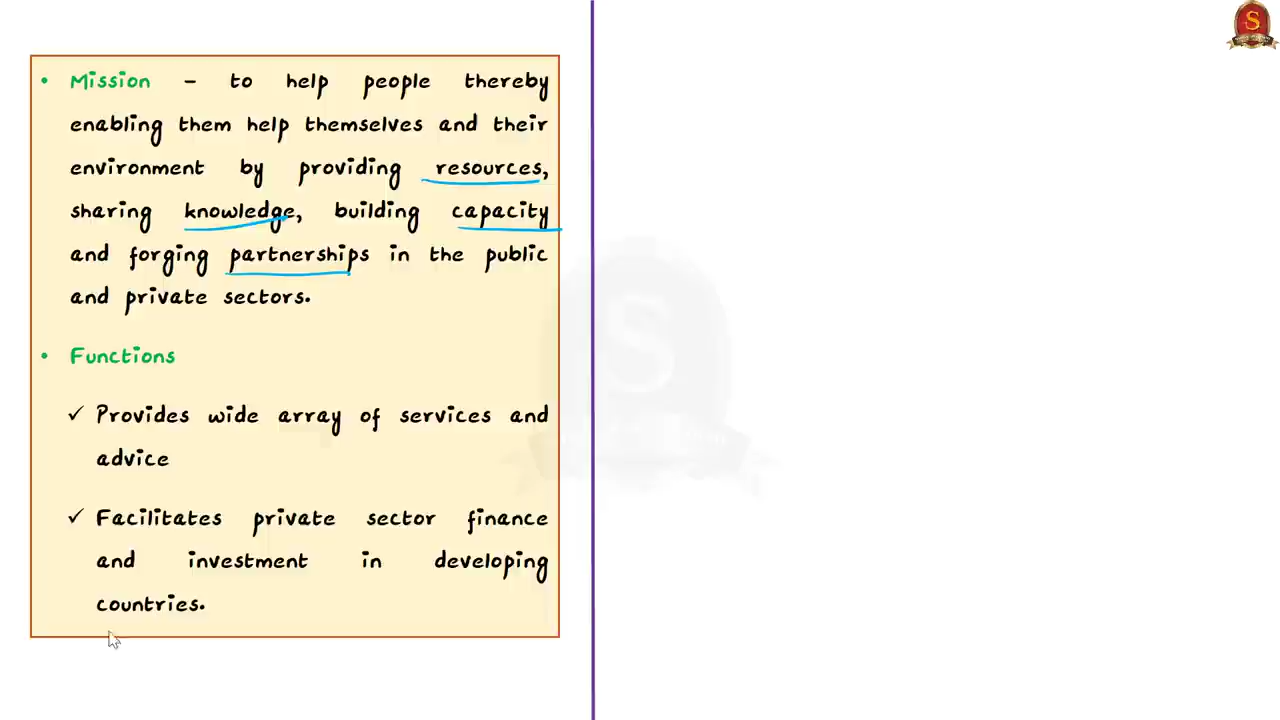 • Mission – to help people thereby
enabling them help themselves and their
environment by providing resources,
sharing knowledge, building capacity
and forging partnerships in the public
and private sectors.
• Functions
✓ Provides wide array of services and
advice
✓ Facilitates private sector finance
and investment in developing
countries.
S
S